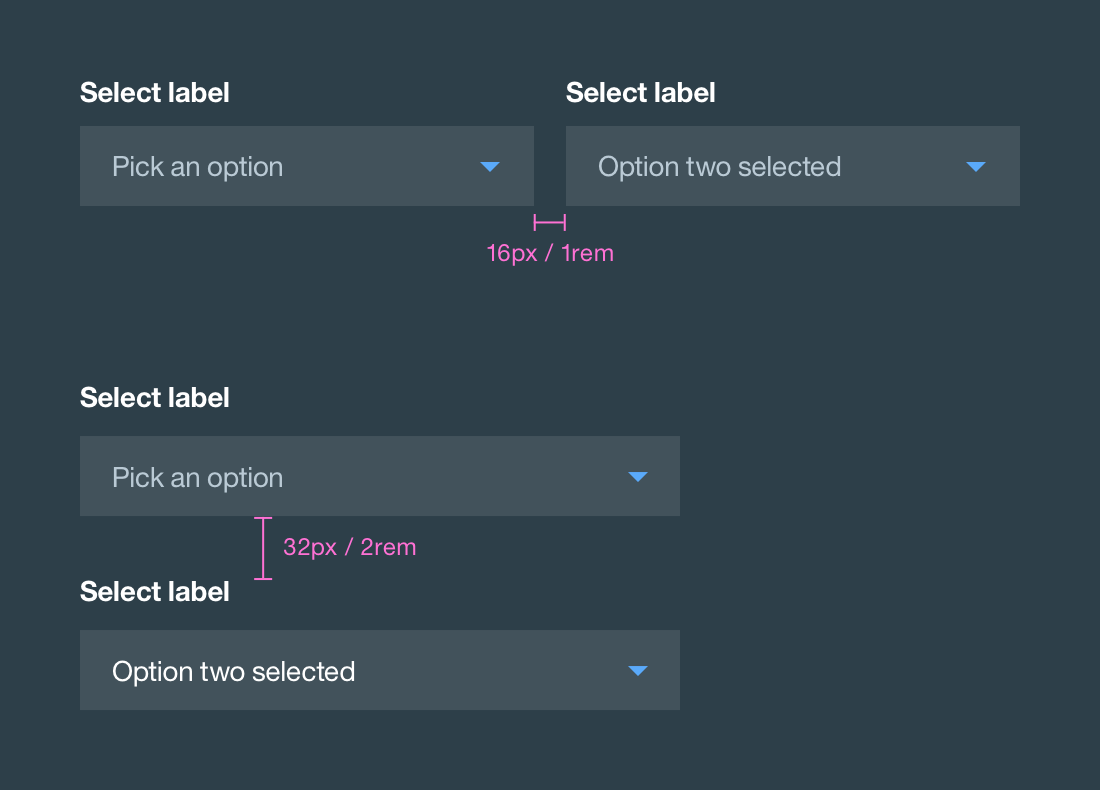 Select label
Select label
Pick an option
Option two selected
16px / 1rem
Select label
Pick an option
32px / 2rem
Select label
Option two selected